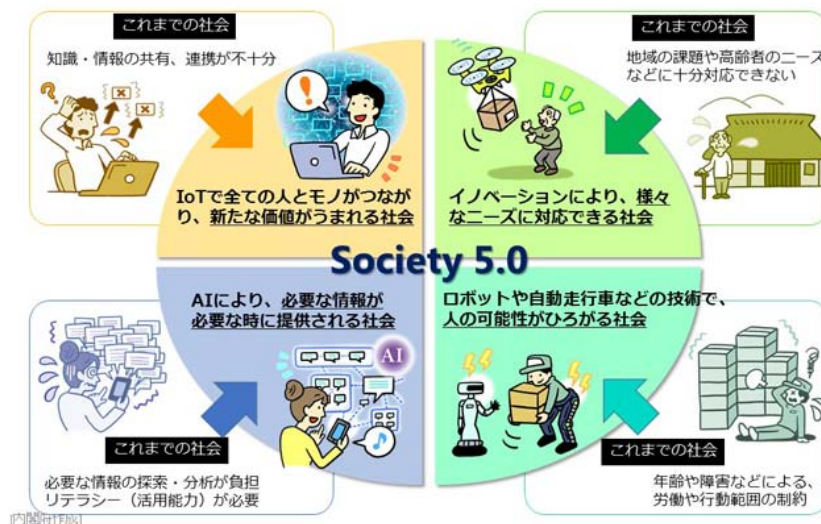 これまでの社会
知識・情報の共有、連携が不十分
IoTで全ての人とモノがつなが
り、新たな価値がうまれる社会
これまでの社会
地域の課題や高齢者のニーズ
などに十分対応できない
イノベーションにより、様々
なニーズに対応できる社会
Society 5.0
AIにより、必要な情報が
必要な時に提供される社会
AI
これまでの社会
必要な情報の探索・分析が負担
リテラシー（活用能力）が必要
ロボットや自動走行車などの技術で、
人の可能性がひろがる社会
これまでの社会
年齢や障害などによる、
労働や行動範囲の制約
[内閣府作成]